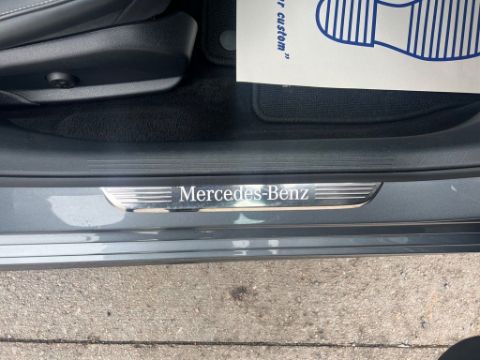 r custom"
Mercedes-Benz